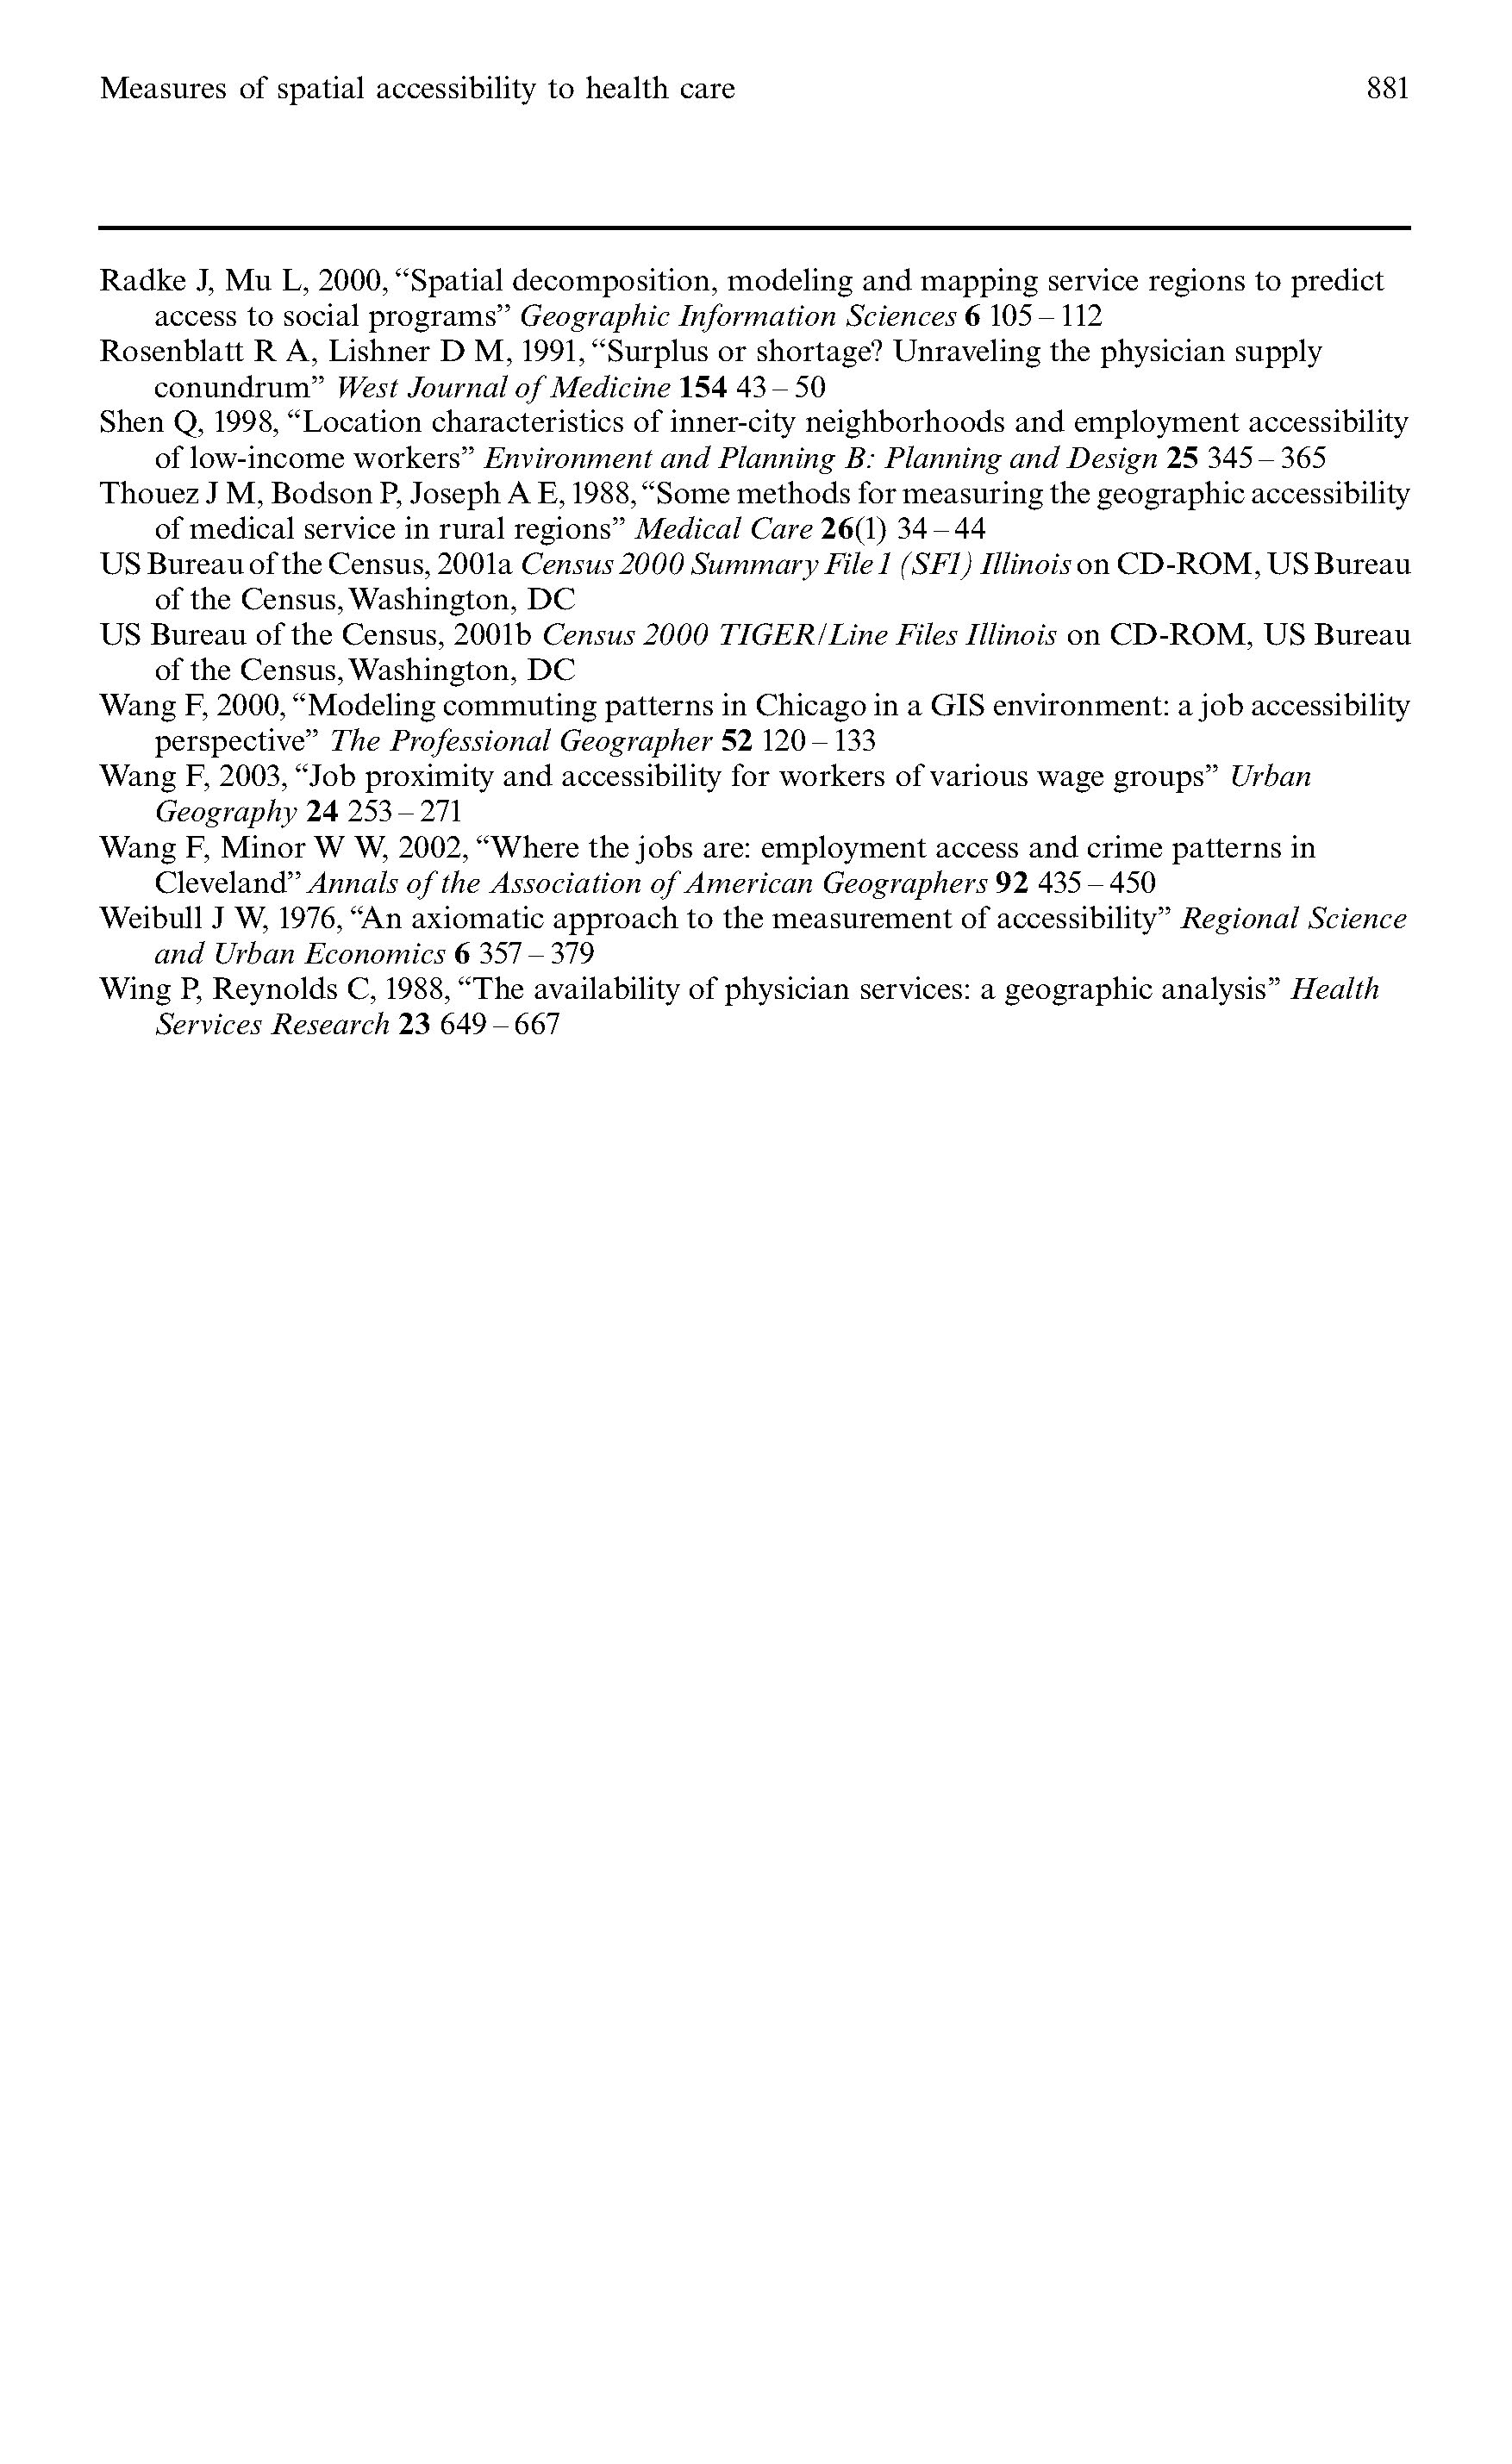 Measures of spatial accessibility to health care 881
Radke J, Mu L, 2000, “Spatial decomposition, modeling and mapping service regions to predict
access to social programs” Geographic Information Sciences 6 105 – 112
Rosenblatt R A, Lishner D M, 1991, “Surplus or shortage? Unraveling the physician supply
conundrum” West Journal of Medicine 154 43 – 50
Shen Q, 1998, “Location characteristics of inner-city neighborhoods and employment accessibility
of low-income workers” Environment and Planning B: Planning and Design 25 345 – 365
Thouez J M, Bodson P, Joseph A E, 1988, “Some methods for measuring the geographic accessibility
of medical service in rural regions” Medical Care 26(1) 34 – 44
US Bureau of the Census, 2001a Census 2000 Summary File 1 (SF1) Illinois on CD-ROM, US Bureau
of the Census, Washington, DC
US Bureau of the Census, 2001b Census 2000 TIGER/Line Files Illinois on CD-ROM, US Bureau
of the Census, Washington, DC
Wang F, 2000, “Modeling commuting patterns in Chicago in a GIS environment: a job accessibility
perspective” The Professional Geographer 52 120 – 133
Wang F, 2003, “Job proximity and accessibility for workers of various wage groups” Urban
Geography 24 253 – 271
Wang F, Minor W W, 2002, “Where the jobs are: employment access and crime patterns in
Cleveland” Annals of the Association of American Geographers 92 435 – 450
Weibull J W, 1976, “An axiomatic approach to the measurement of accessibility” Regional Science
and Urban Economics 6 357 – 379
Wing P, Reynolds C, 1988, “The availability of physician services: a geographic analysis” Health
Services Research 23 649 – 667